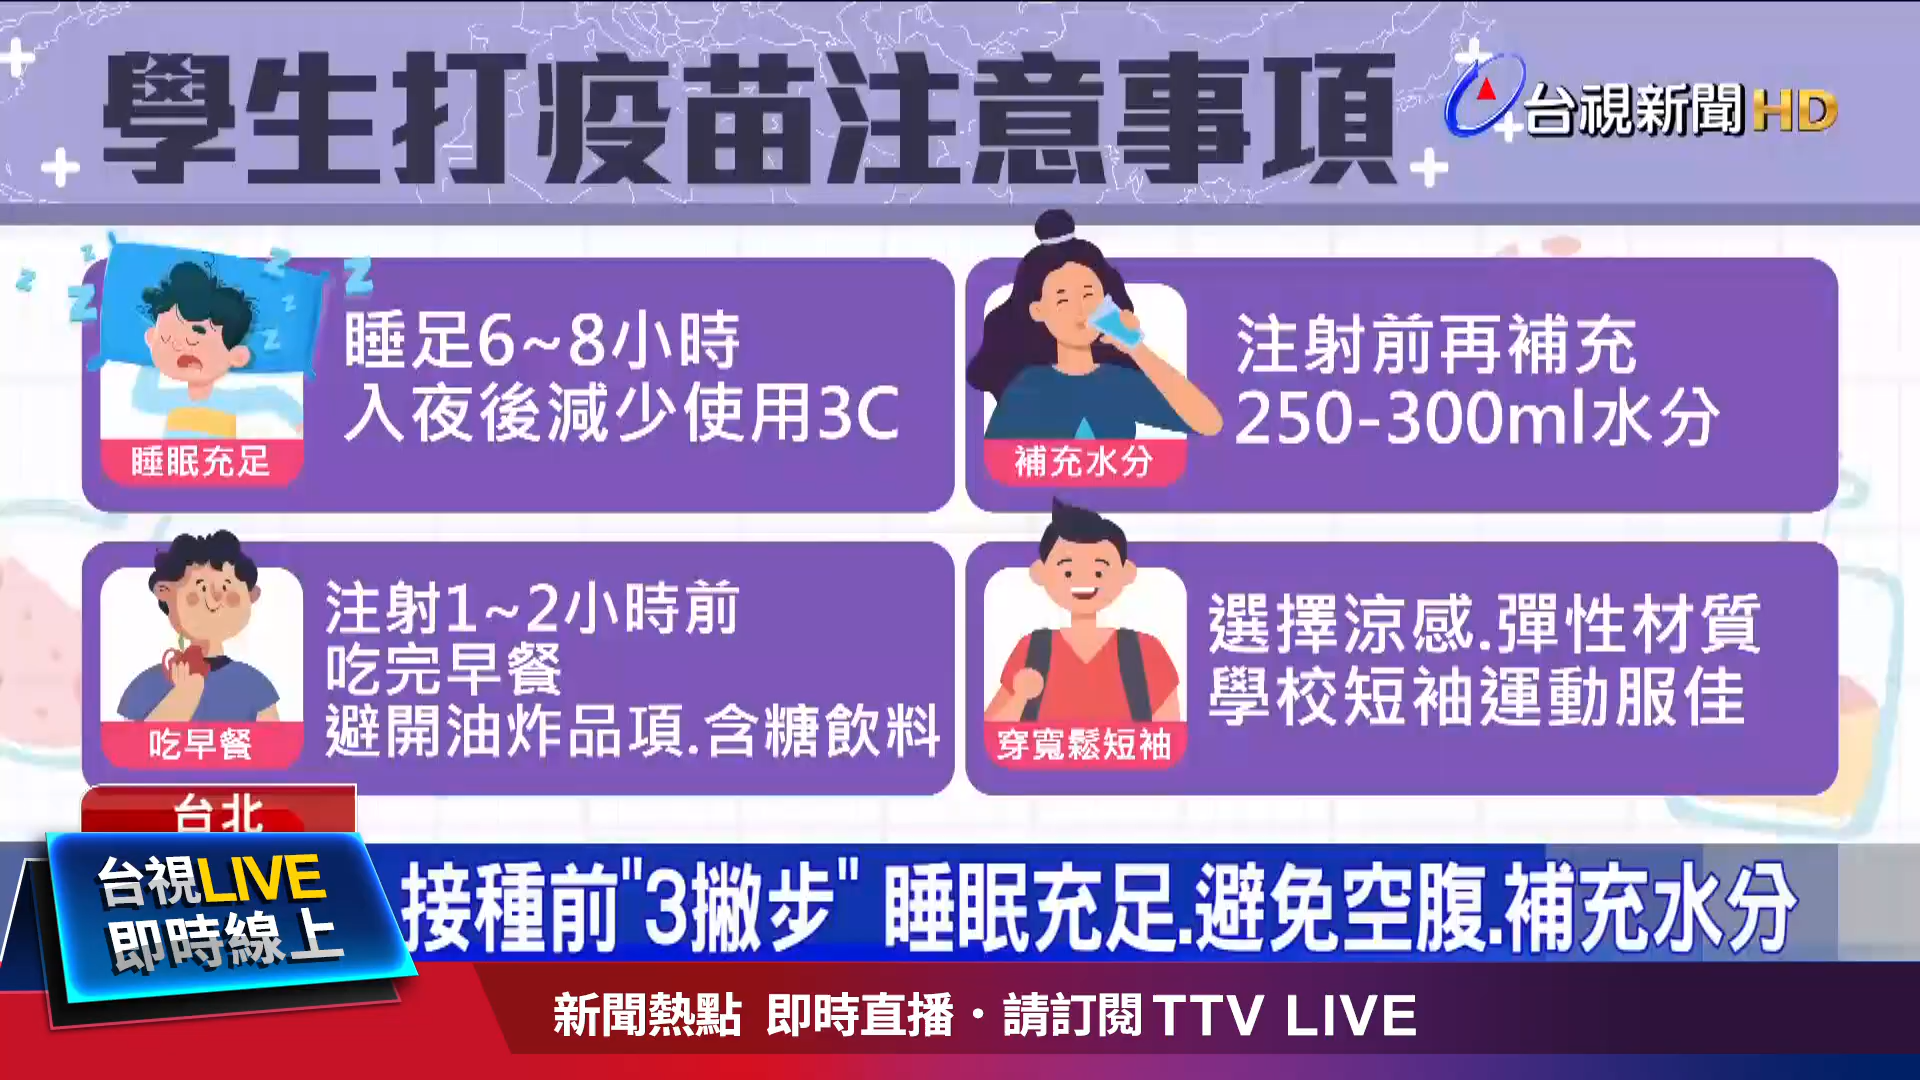 學生打疫苗注意事項
台視新聞HD
睡足6~8小時
入夜後減少使用3C
睡眠充足
注射前再補充
250-300ml水分
補充水分
注射1~2小時前
吃完早餐
避開油炸品項.含糖飲料
吃早餐
選擇涼感.彈性材質
學校短袖運動服佳
穿寬鬆短袖
台北
台視LIVE
即時線上
接種前"3撇步" 睡眠充足.避免空腹.補充水分
新聞熱點 即時直播・請訂閱TTV LIVE